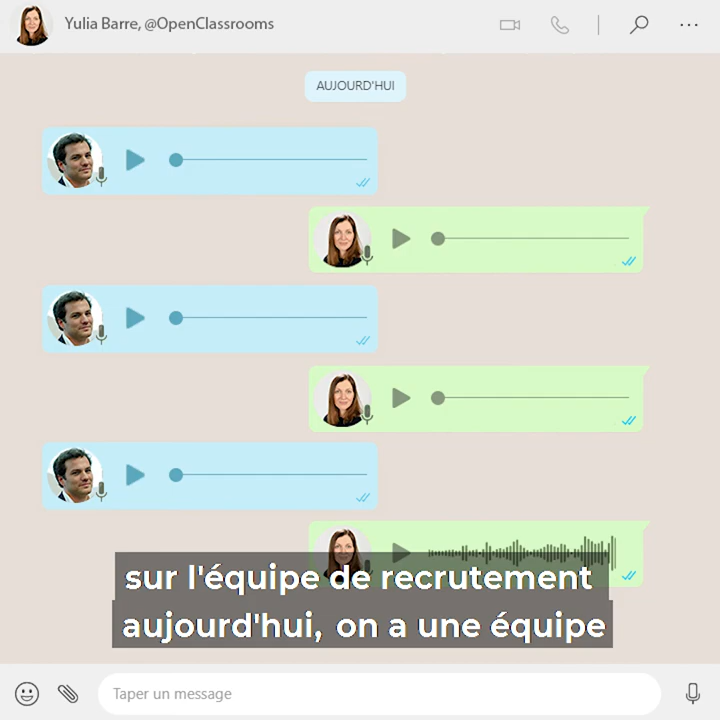 Yulia Barre, @OpenClassrooms
AUJOURD'HUI
sur l'équipe de recrutement
aujourd'hui, on a une équipe
Taper un message